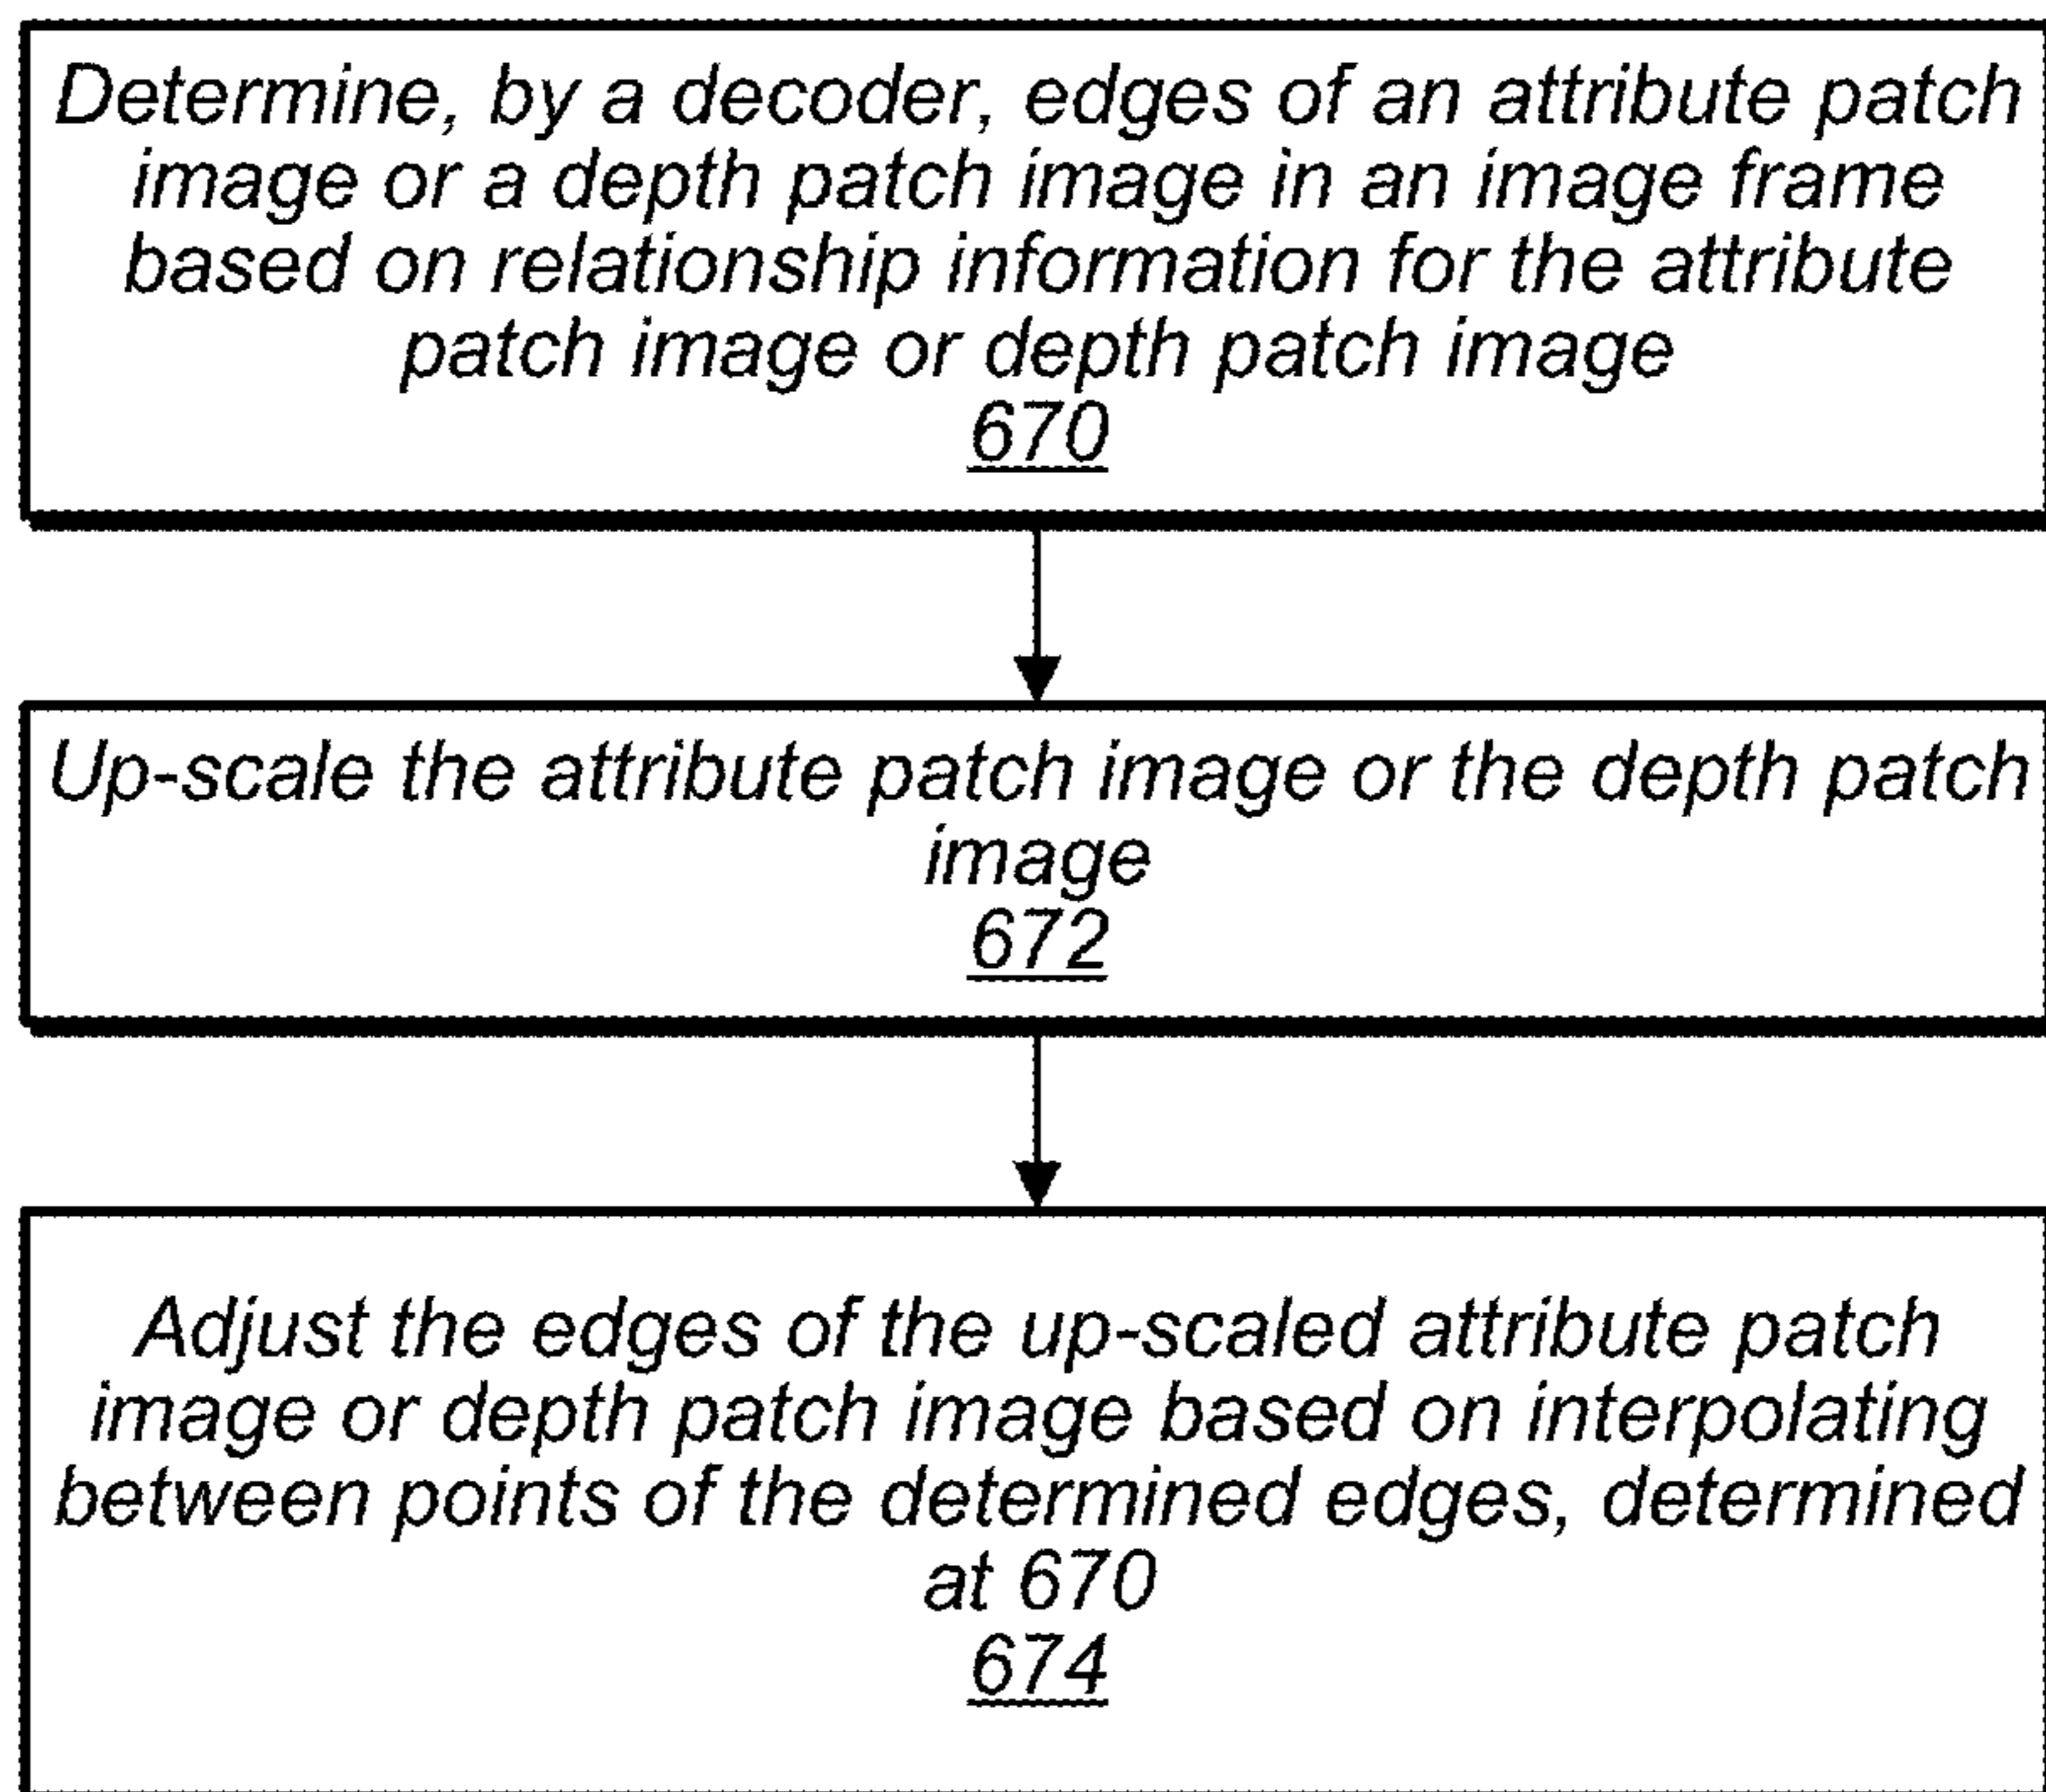 Determine, by a decoder, edges of an attribute patch
image or a depth patch image in an image frame
based on relationship information for the attribute
patch image or depth patch image
670
Up-scale the attribute patch image or the depth patch
image
672
Adjust the edges of the up-scaled attribute patch
image or depth patch image based on interpolating
between points of the determined edges, determined
at 670
674